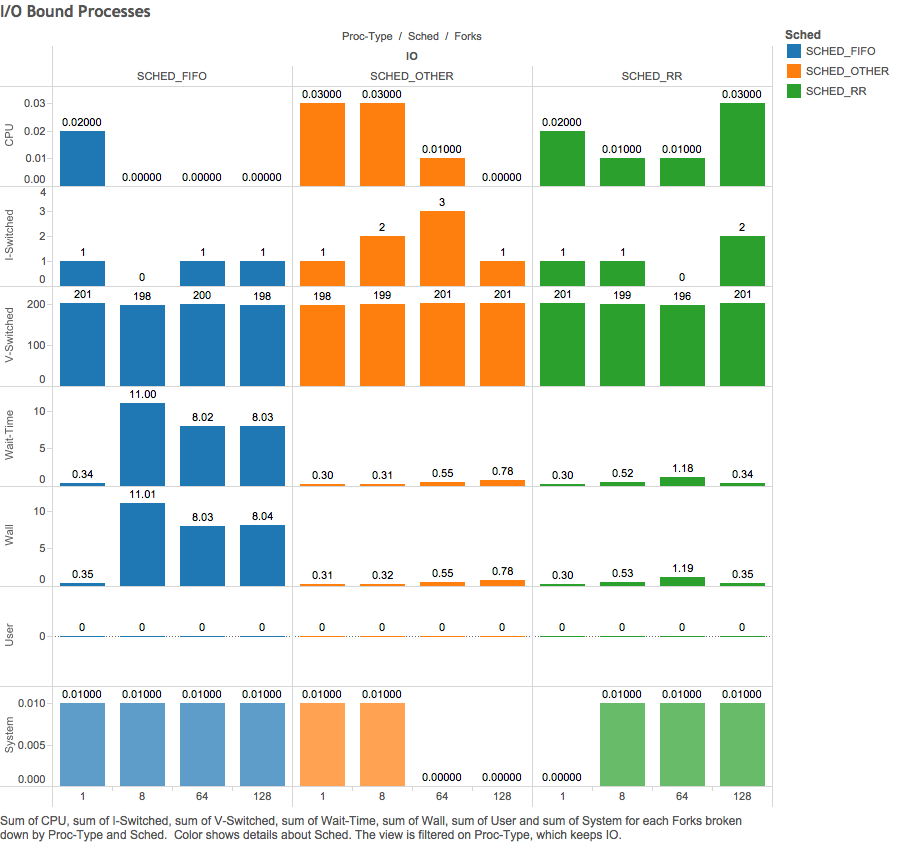 I/O Bound Processes
Proc-Type / Sched / Forks
IO
SCHED_FIFO SCHED_OTHER SCHED_RR
Sched
SCHED_FIFO
SCHED_OTHER
SCHED_RR
CPU
0.03
0.02
0.01
0.00
0.02000 0.00000 0.00000 0.00000 0.03000 0.03000 0.01000 0.00000 0.02000 0.01000 0.01000 0.03000
I-Switched
4
3
2
1
0
1 0 1 1 1 2 3 1 1 1 0 2
V-Switched
200
100
0
201 198 200 198 198 199 201 201 201 199 196 201
Wait-Time
10
5
0
0.34 11.00 8.02 8.03 0.30 0.31 0.55 0.78 0.30 0.52 1.18 0.34
Wall
10
5
0
0.35 11.01 8.03 8.04 0.31 0.32 0.55 0.78 0.30 0.53 1.19 0.35
User
0
0 0 0 0 0 0 0 0 0 0 0 0
System
0.010
0.005
0.000
0.01000 0.01000 0.01000 0.01000 0.01000 0.01000 0.00000 0.00000 0.00000 0.01000 0.01000 0.01000
1 8 64 128 1 8 64 128 1 8 64 128
Sum of CPU, sum of I-Switched, sum of V-Switched, sum of Wait-Time, sum of Wall, sum of User and sum of System for each Forks broken
down by Proc-Type and Sched. Color shows details about Sched. The view is filtered on Proc-Type, which keeps IO.